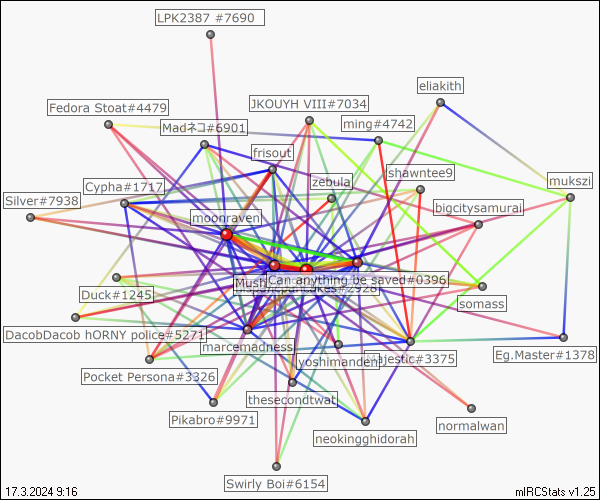 LPK2387 #7690
eliakith
Fedora Stoat#4479
JKOUYH VIII#7034
Madネコ#6901
ming#4742
frisout
shawntee9
zebula
mukszi
Cypha#1717
Silver#7938
bigcitysamurai
moonraven
Can anything be saved#0396
Mush
Duck#1245
somass
DacobDacob hORNY police#5271
marcemadness
yoshimanden
Majestic#3375
Eg.Master#1378
Pocket Persona#3326
thesecondtwat
Pikabro#9971
normalwan
neokingghidorah
Swirly Boi#6154
17.3.2024 9:16
mIRCStats v1.25